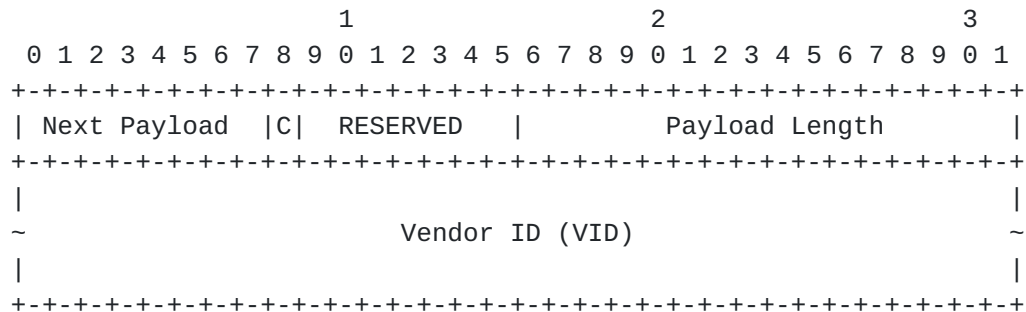 1                   2                   3
 0 1 2 3 4 5 6 7 8 9 0 1 2 3 4 5 6 7 8 9 0 1 2 3 4 5 6 7 8 9 0 1
+-+-+-+-+-+-+-+-+-+-+-+-+-+-+-+-+-+-+-+-+-+-+-+-+-+-+-+-+-+-+-+-+
| Next Payload  |C|  RESERVED   |         Payload Length        |
+-+-+-+-+-+-+-+-+-+-+-+-+-+-+-+-+-+-+-+-+-+-+-+-+-+-+-+-+-+-+-+-+
|                                                               |
~                        Vendor ID (VID)                        ~
|                                                               |
+-+-+-+-+-+-+-+-+-+-+-+-+-+-+-+-+-+-+-+-+-+-+-+-+-+-+-+-+-+-+-+-+